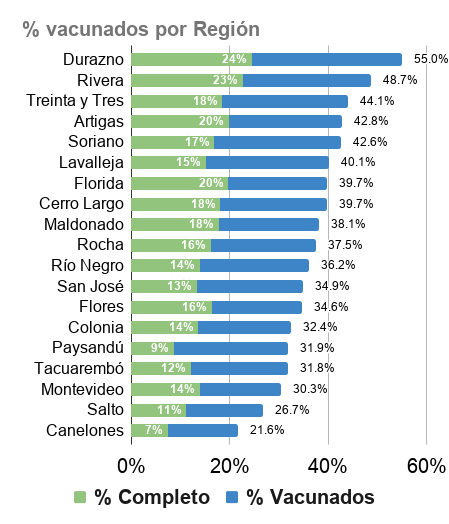 % vacunados por Región
Durazno 24% 55.0%
Rivera 23% 48.7%
Treinta y Tres 18% 44.1%
Artigas 20% 42.8%
Soriano 17% 42.6%
Lavalleja 15% 40.1%
Florida 20% 39.7%
Cerro Largo 18% 39.7%
Maldonado 18% 38.1%
Rocha 16% 37.5%
Río Negro 14% 36.2%
San José 13% 34.9%
Flores 16% 34.6%
Colonia 14% 32.4%
Paysandú 9% 31.9%
Tacuarembó 12% 31.8%
Montevideo 14% 30.3%
Salto 11% 26.7%
Canelones 7% 21.6%
0% 20% 40% 60%
% Completo % Vacunados